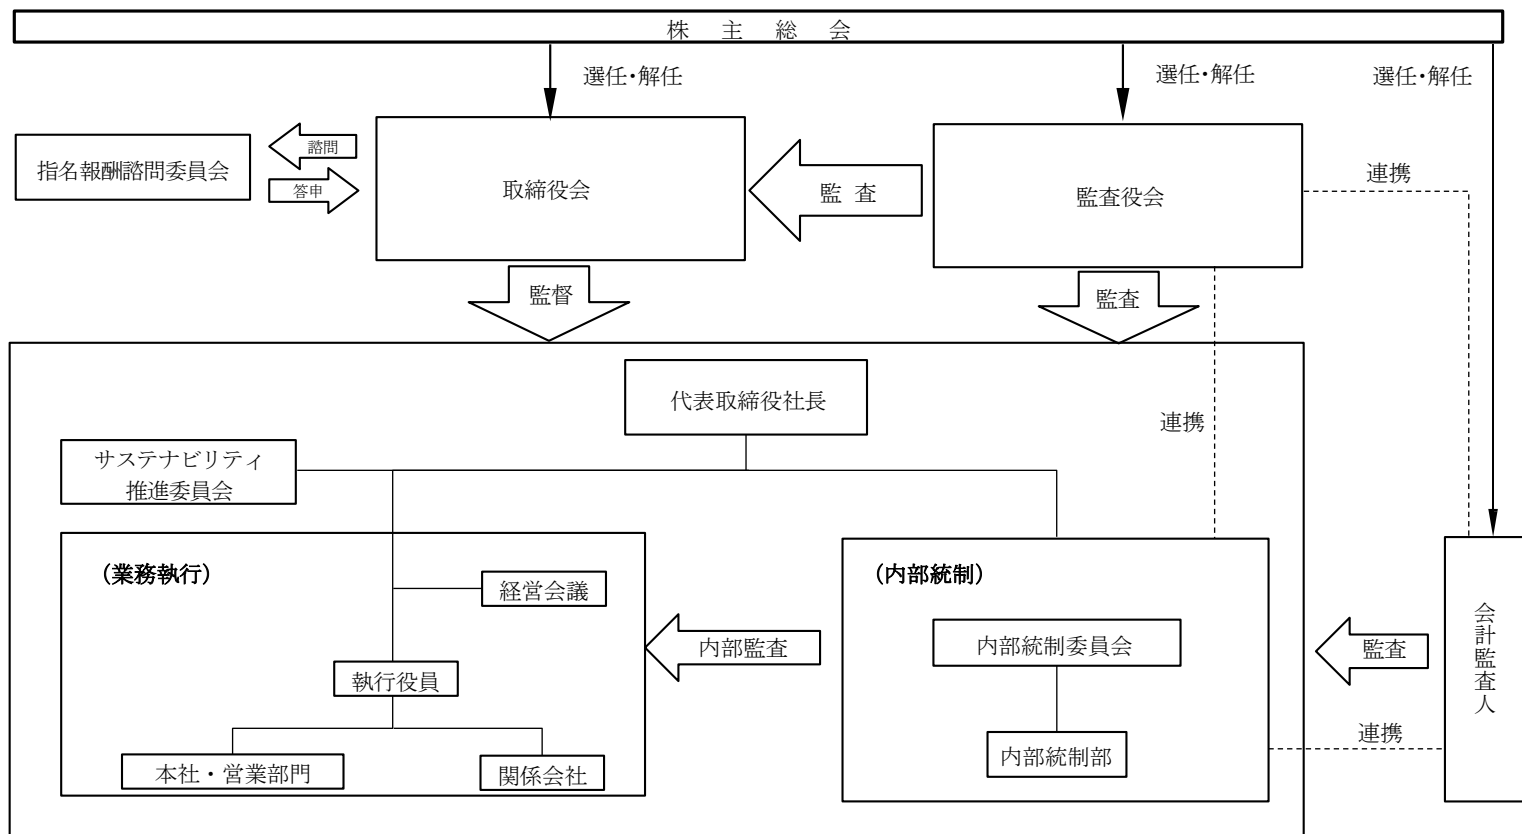 株 主 総 会
選任･解任
選任･解任
選任･解任
指名報酬諮問委員会
諮問
答申
取締役会
監 査
監査役会
連携
監督
監査
代表取締役社長
連携
サステナビリティ
推進委員会
（業務執行）
経営会議
執行役員
本社・営業部門
関係会社
内部監査
（内部統制）
内部統制委員会
内部統制部
監査
連携
会計監査人